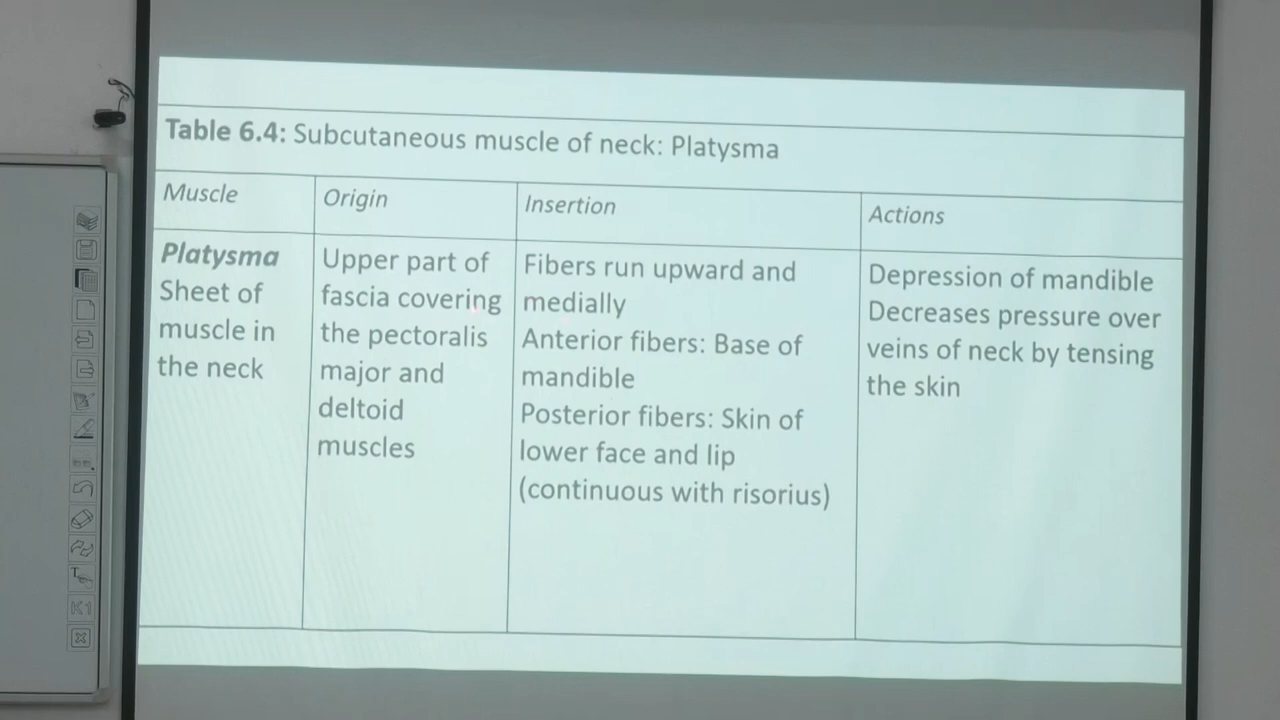 Table 6.4: Subcutaneous muscle of neck: Platysma
Muscle
Origin
Insertion
Actions
Platysma
Sheet of
muscle in
the neck
Upper part of
fascia covering
the pectoralis
major and
deltoid
muscles
Fibers run upward and
medially
Anterior fibers: Base of
mandible
Posterior fibers: Skin of
lower face and lip
(continuous with risorius)
Depression of mandible
Decreases pressure over
veins of neck by tensing
the skin
K1